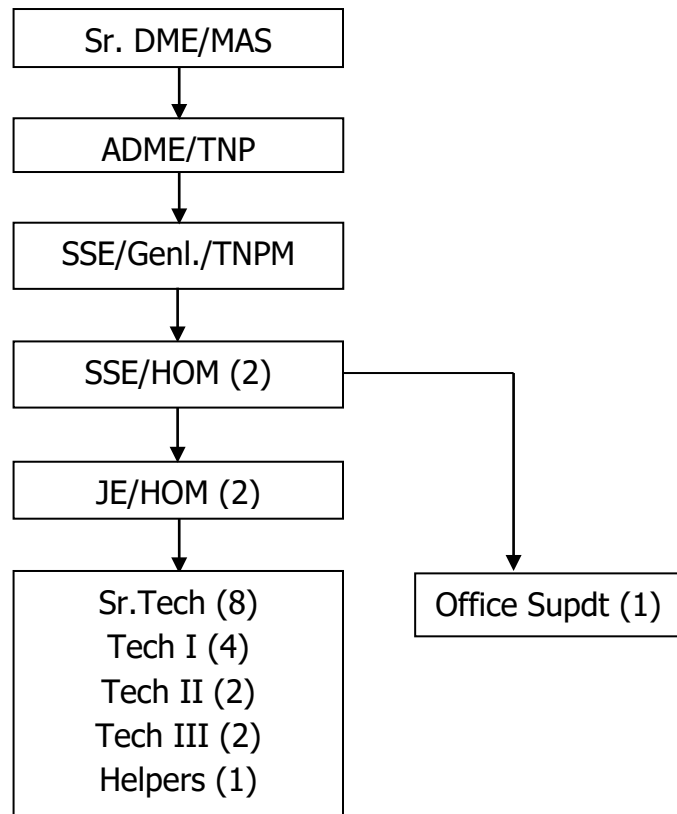 Sr. DME/MAS
ADME/TNP
SSE/Genl./TNPM
SSE/HOM (2)
JE/HOM (2)
Sr.Tech (8)
Tech I (4)
Tech II (2)
Tech III (2)
Helpers (1)
Office Supdt (1)